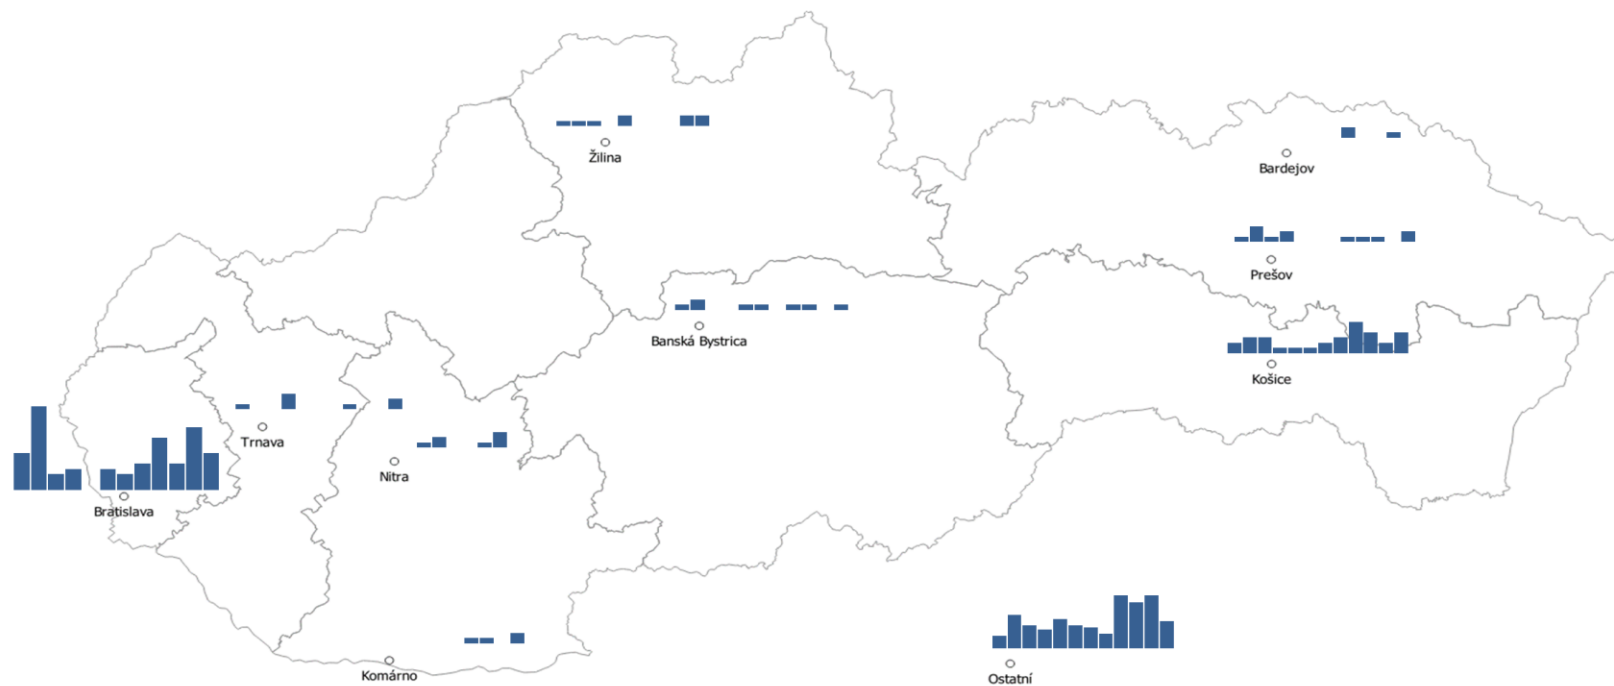 Žilina
Bardejov
Prešov
Banská Bystrica
Košice
Trnava
Nitra
Bratislava
Komárno
Ostatní